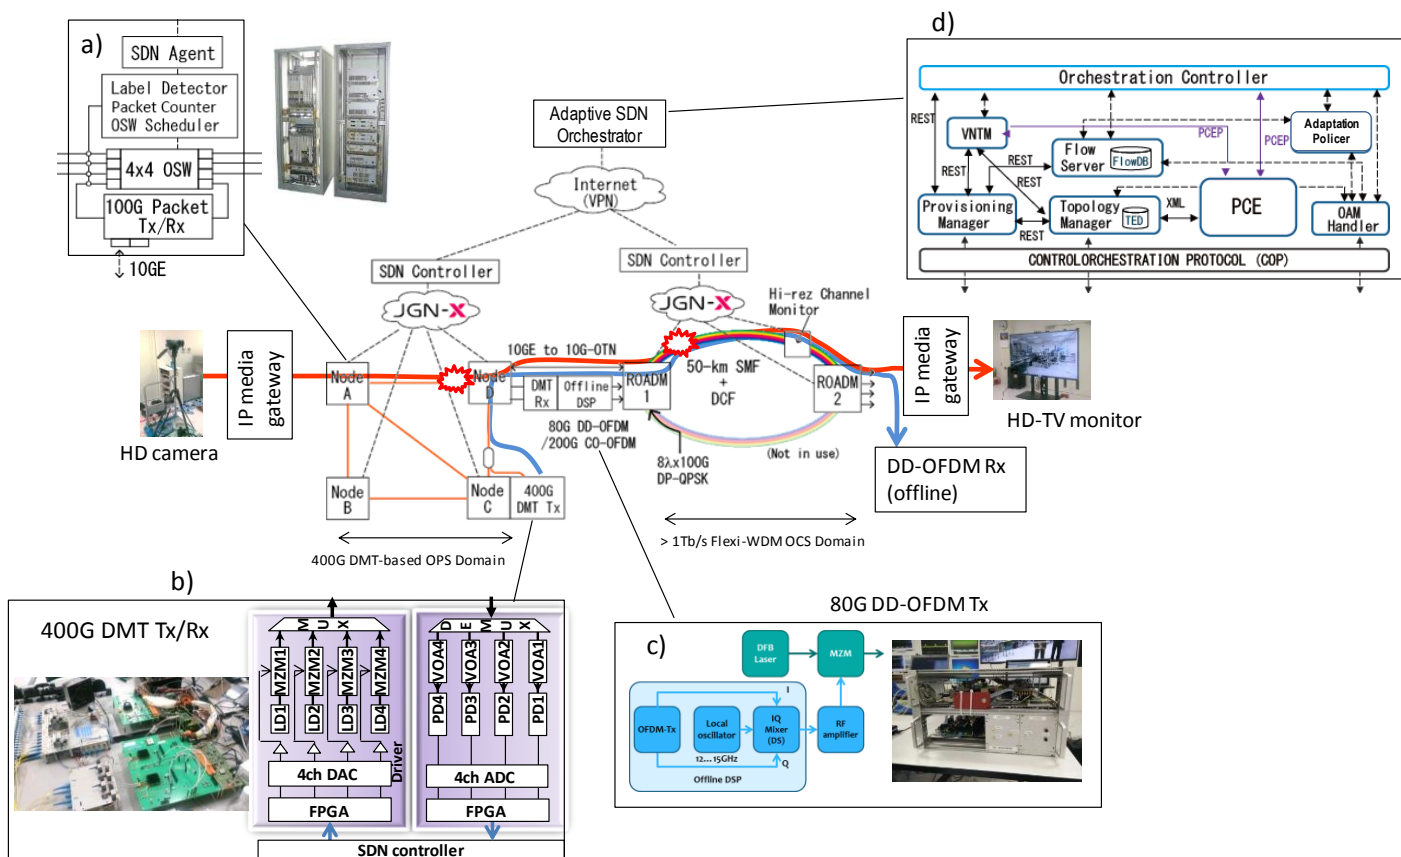 a)
SDN Agent
Label Detector
Packet Counter
OSW Scheduler
4x4 OSW
100G Packet
Tx/Rx
10GE
Adaptive SDN
Orchestrator
Internet
(VPN)
SDN Controller
SDN Controller
JGN-X
JGN-X
Hi-rez Channel
Monitor
d)
Orchestration Controller
REST
VNTM
PCEP
PCEP
Adaptation
Policer
Flow
Server
FlowDB
REST
REST
REST
Provisioning
Manager
REST
Topology
Manager
TED
XML
PCE
OAM
Handler
CONTROLORCHESTRATION PROTOCOL (COP)
HD camera
IP media
gateway
Node
A
Node
B
Node
C
Node
D
400G
DMT Tx
10GE to 10G-OTN
DMT
Rx
Offline
DSP
80G DD-OFDM
/200G CO-OFDM
ROADM
1
50-km SMF
+
DCF
ROADM
2
8λx100G
DP-QPSK
(Not in use)
IP media
gateway
HD-TV monitor
DD-OFDM Rx
(offline)
400G DMT-based OPS Domain
> 1Tb/s Flexi-WDM OCS Domain
b)
400G DMT Tx/Rx
MUX
MZM1
MZM2
MZM3
MZM4
LD1
LD2
LD3
LD4
Driver
4ch DAC
FPGA
DEMUX
VOA4
VOA3
VOA2
VOA1
PD4
PD3
PD2
PD1
4ch ADC
FPGA
SDN controller
80G DD-OFDM Tx
c)
DFB
Laser
MZM
I
OFDM-Tx
Local
oscillator
IQ
Mixer
(DS)
RF
amplifier
12... 15GHz
Q
Offline DSP